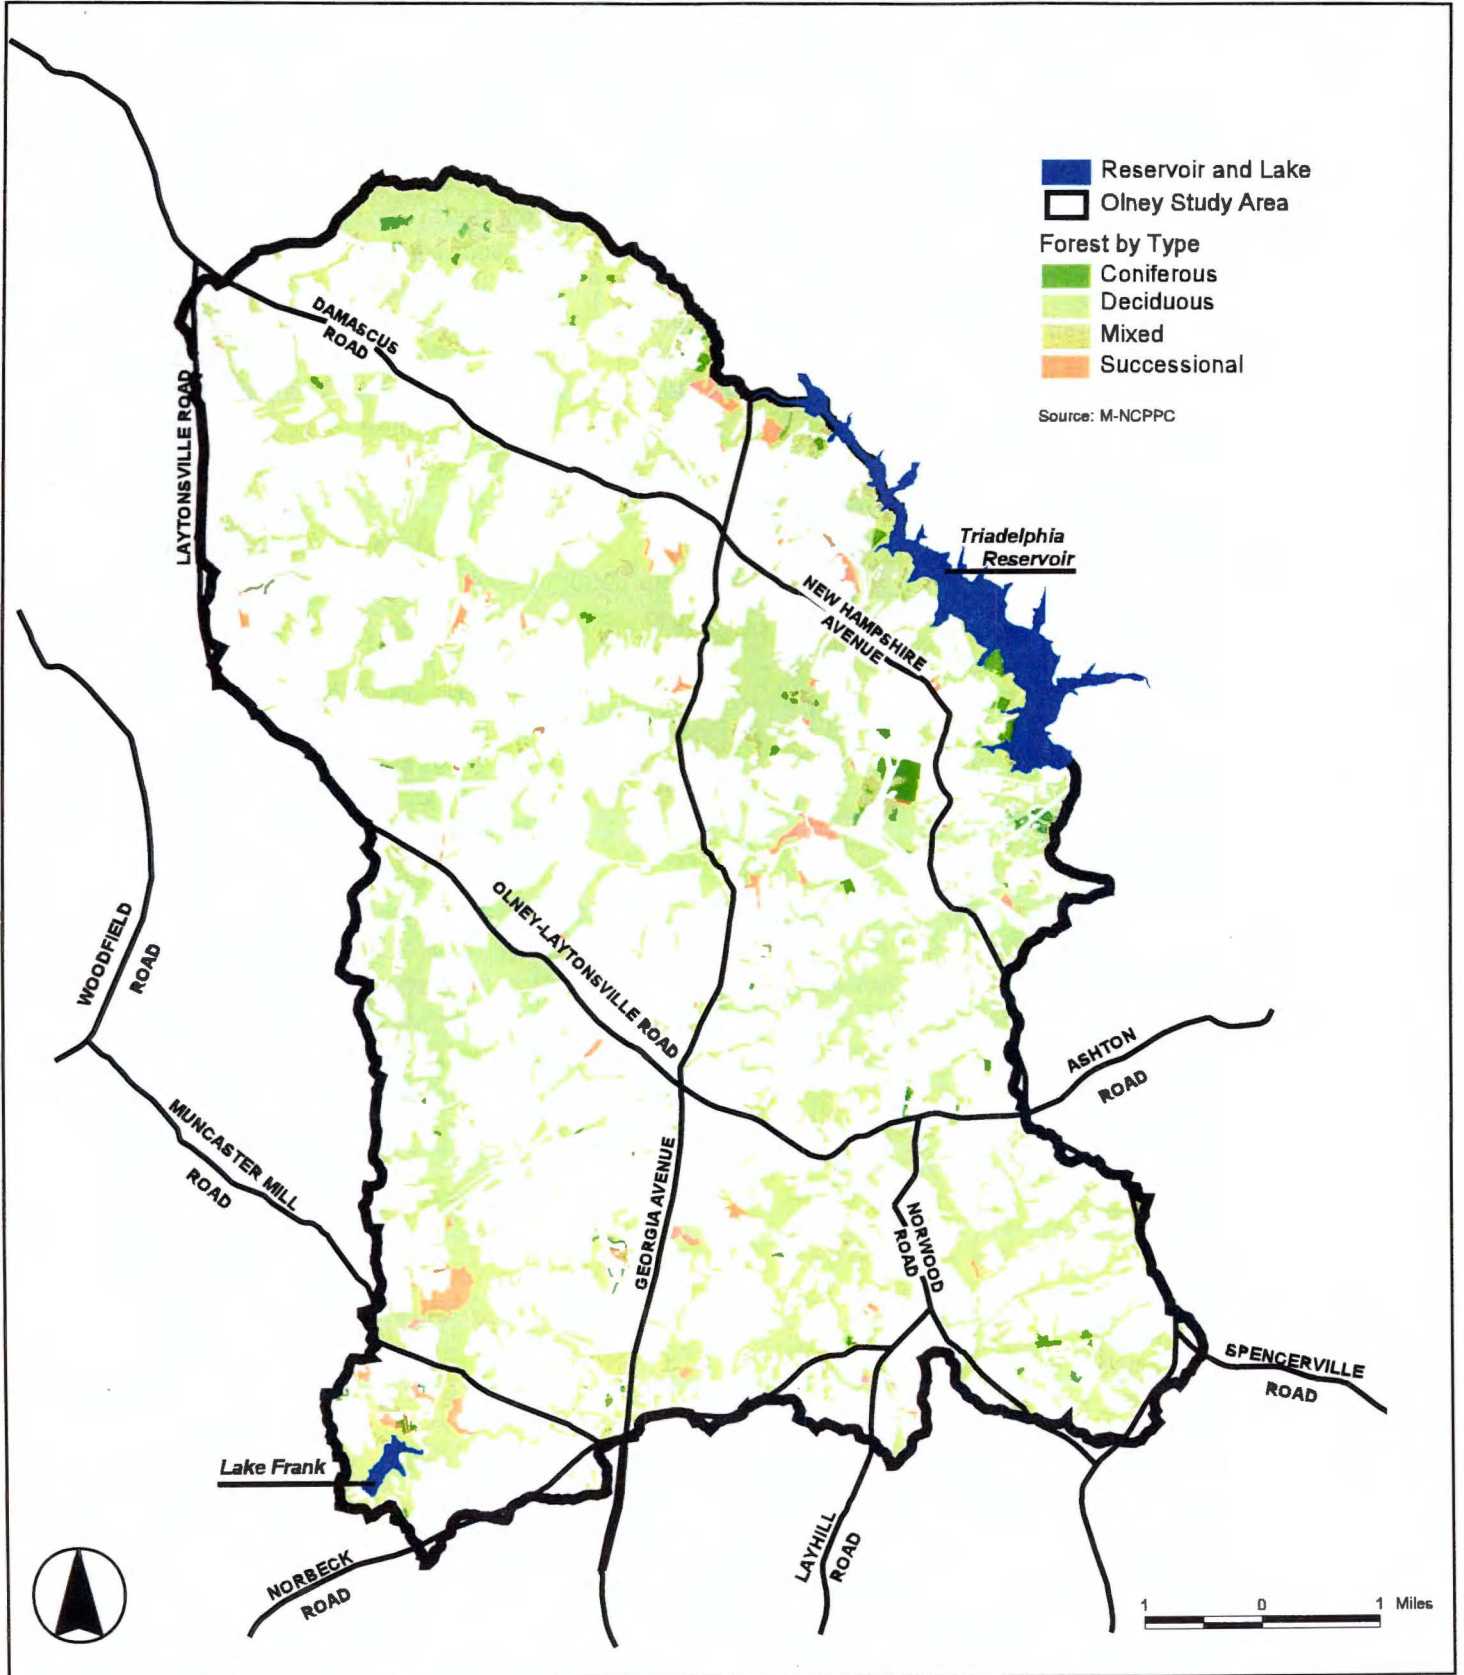 Reservoir and Lake
Olney Study Area
Forest by Type
Coniferous
Deciduous
Mixed
Successional
Source: M-NCPPC
DAMASCUS
ROAD
LAYTONSVILLE ROAD
Triadelphia
Reservoir
NEW HAMPSHIRE
AVENUE
OLNEY-LAYTONSVILLE ROAD
WOODFIELD
ROAD
ASHTON
ROAD
MUNCASTER MILL
ROAD
GEORGIA AVENUE
NORWOOD
ROAD
SPENCERVILLE
ROAD
Lake Frank
LAYHILL
ROAD
NORBECK
ROAD
1 0 1 Miles